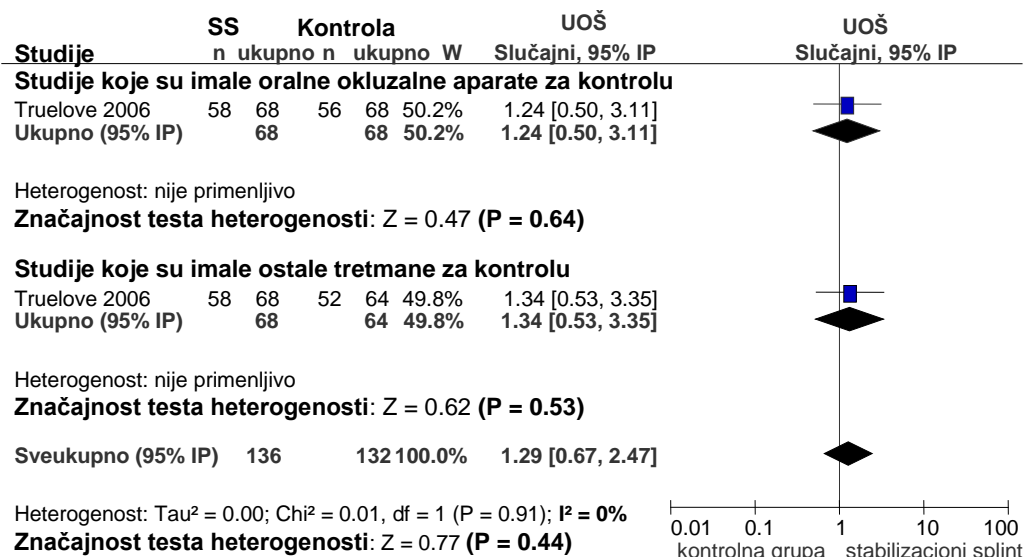 SS Kontrola UOŠ UOŠ
Studije n ukupno n ukupno W Slučajni, 95% IP Slučajni, 95% IP
Studije koje su imale oralne okluzalne aparate za kontrolu
Truelove 2006 58 68 56 68 50.2% 1.24 [0.50, 3.11]
Ukupno (95% IP) 68 68 50.2% 1.24 [0.50, 3.11]
Heterogenost: nije primenljivo
Značajnost testa heterogenosti: Z = 0.47 (P = 0.64)
Studije koje su imale ostale tretmane za kontrolu
Truelove 2006 58 68 52 64 49.8% 1.34 [0.53, 3.35]
Ukupno (95% IP) 68 64 49.8% 1.34 [0.53, 3.35]
Heterogenost: nije primenljivo
Značajnost testa heterogenosti: Z = 0.62 (P = 0.53)
Sveukupno (95% IP) 136 132 100.0% 1.29 [0.67, 2.47]
Heterogenost: Tau² = 0.00; Chi² = 0.01, df = 1 (P = 0.91); I² = 0%
Značajnost testa heterogenosti: Z = 0.77 (P = 0.44)
0.01 0.1 1 10 100
kontrolna grupa stabilizacioni splint